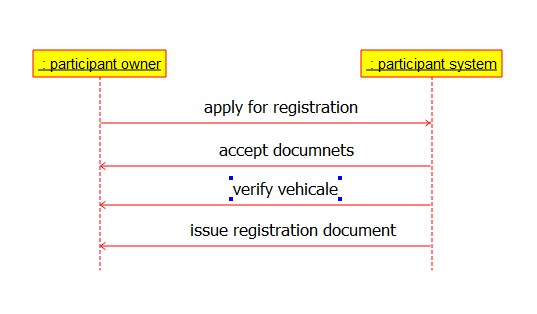 : participant owner
: participant system
apply for registration
accept documnets
verify vehicale
issue registration document